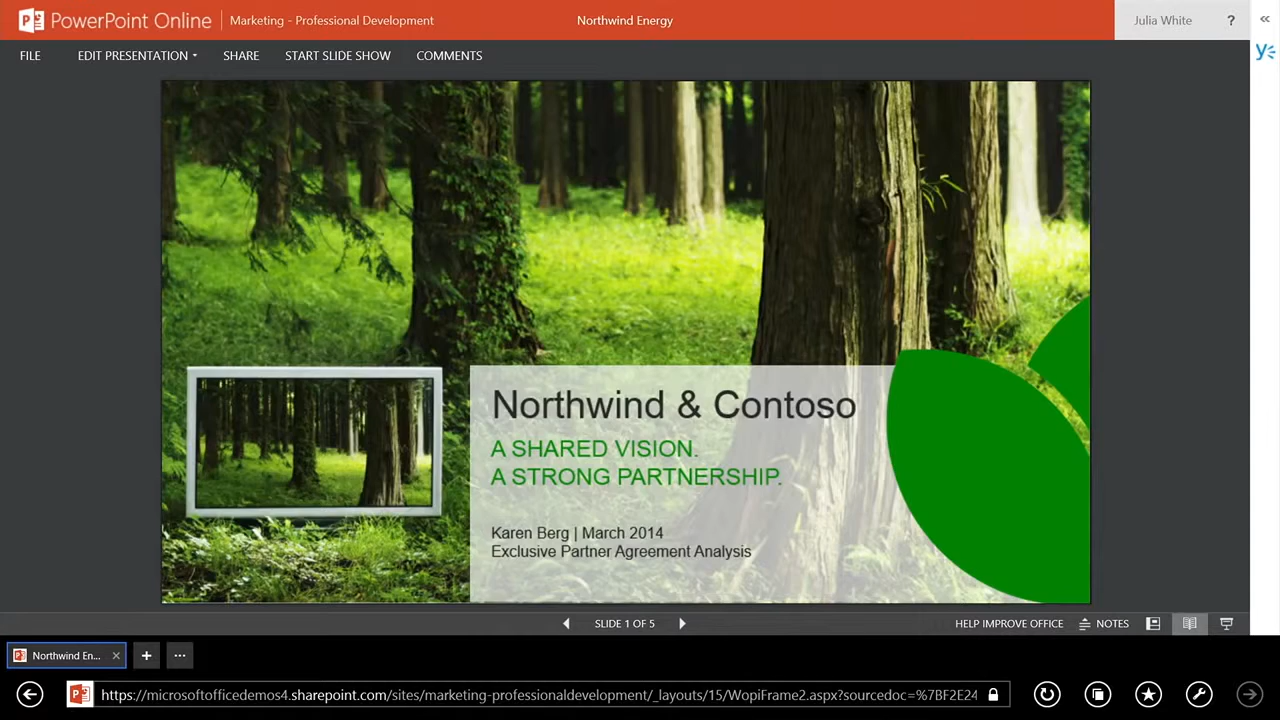 PowerPoint Online
Marketing - Professional Development
Northwind Energy
Julia White
?
FILE
EDIT PRESENTATION
SHARE
START SLIDE SHOW
COMMENTS
Northwind & Contoso
A SHARED VISION.
A STRONG PARTNERSHIP.
Karen Berg | March 2014
Exclusive Partner Agreement Analysis
SLIDE 1 OF 5
HELP IMPROVE OFFICE
NOTES
Northwind En...
https://microsoftofficedemos4.sharepoint.com/sites/marketing-professionaldevelopment/_layouts/15/WopiFrame2.aspx?sourcedoc=%7BF2E24